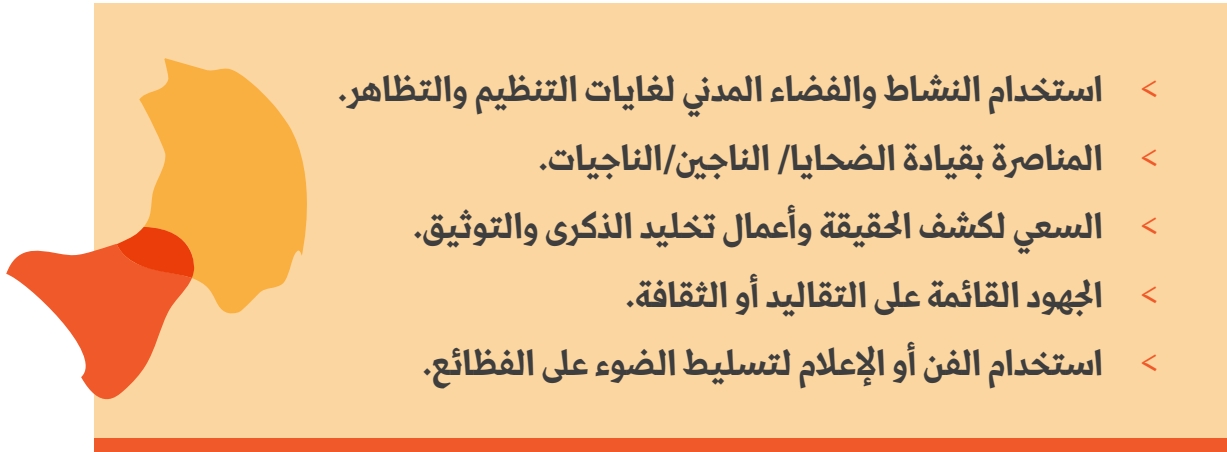 > استخدام النشاط والفضاء المدني لغايات التنظيم والتظاهر.
> المناصرة بقيادة الضحايا/ الناجين/الناجيات.
> السعي لكشف الحقيقة وأعمال تخليد الذكرى والتوثيق.
> الجهود القائمة على التقاليد أو الثقافة.
> استخدام الفن أو الإعلام لتسليط الضوء على الفظائع.